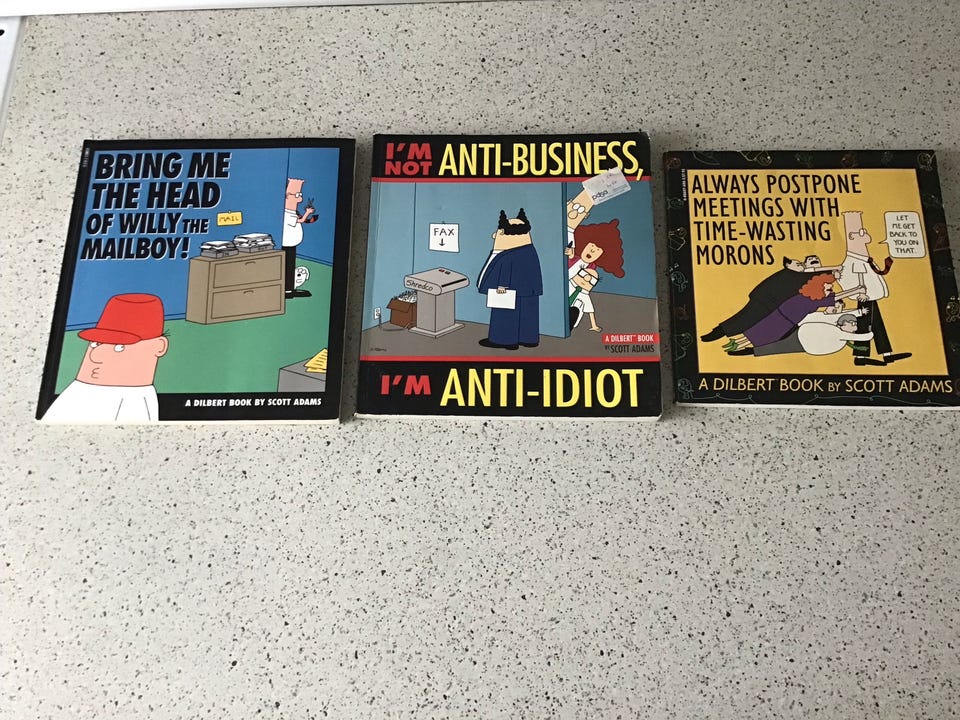 BRING ME
THE HEAD
OF WILLY THE
MAILBOY!
MAIL
A DILBERT BOOK BY SCOTT ADAMS
I'M NOT ANTI-BUSINESS,
FAX
Shredco
A DILBERT™ BOOK
BY SCOTT ADAMS
I'M ANTI-IDIOT
ALWAYS POSTPONE
MEETINGS WITH
TIME-WASTING
MORONS
LET
ME GET
BACK TO
YOU ON
THAT.
A DILBERT BOOK BY SCOTT ADAMS